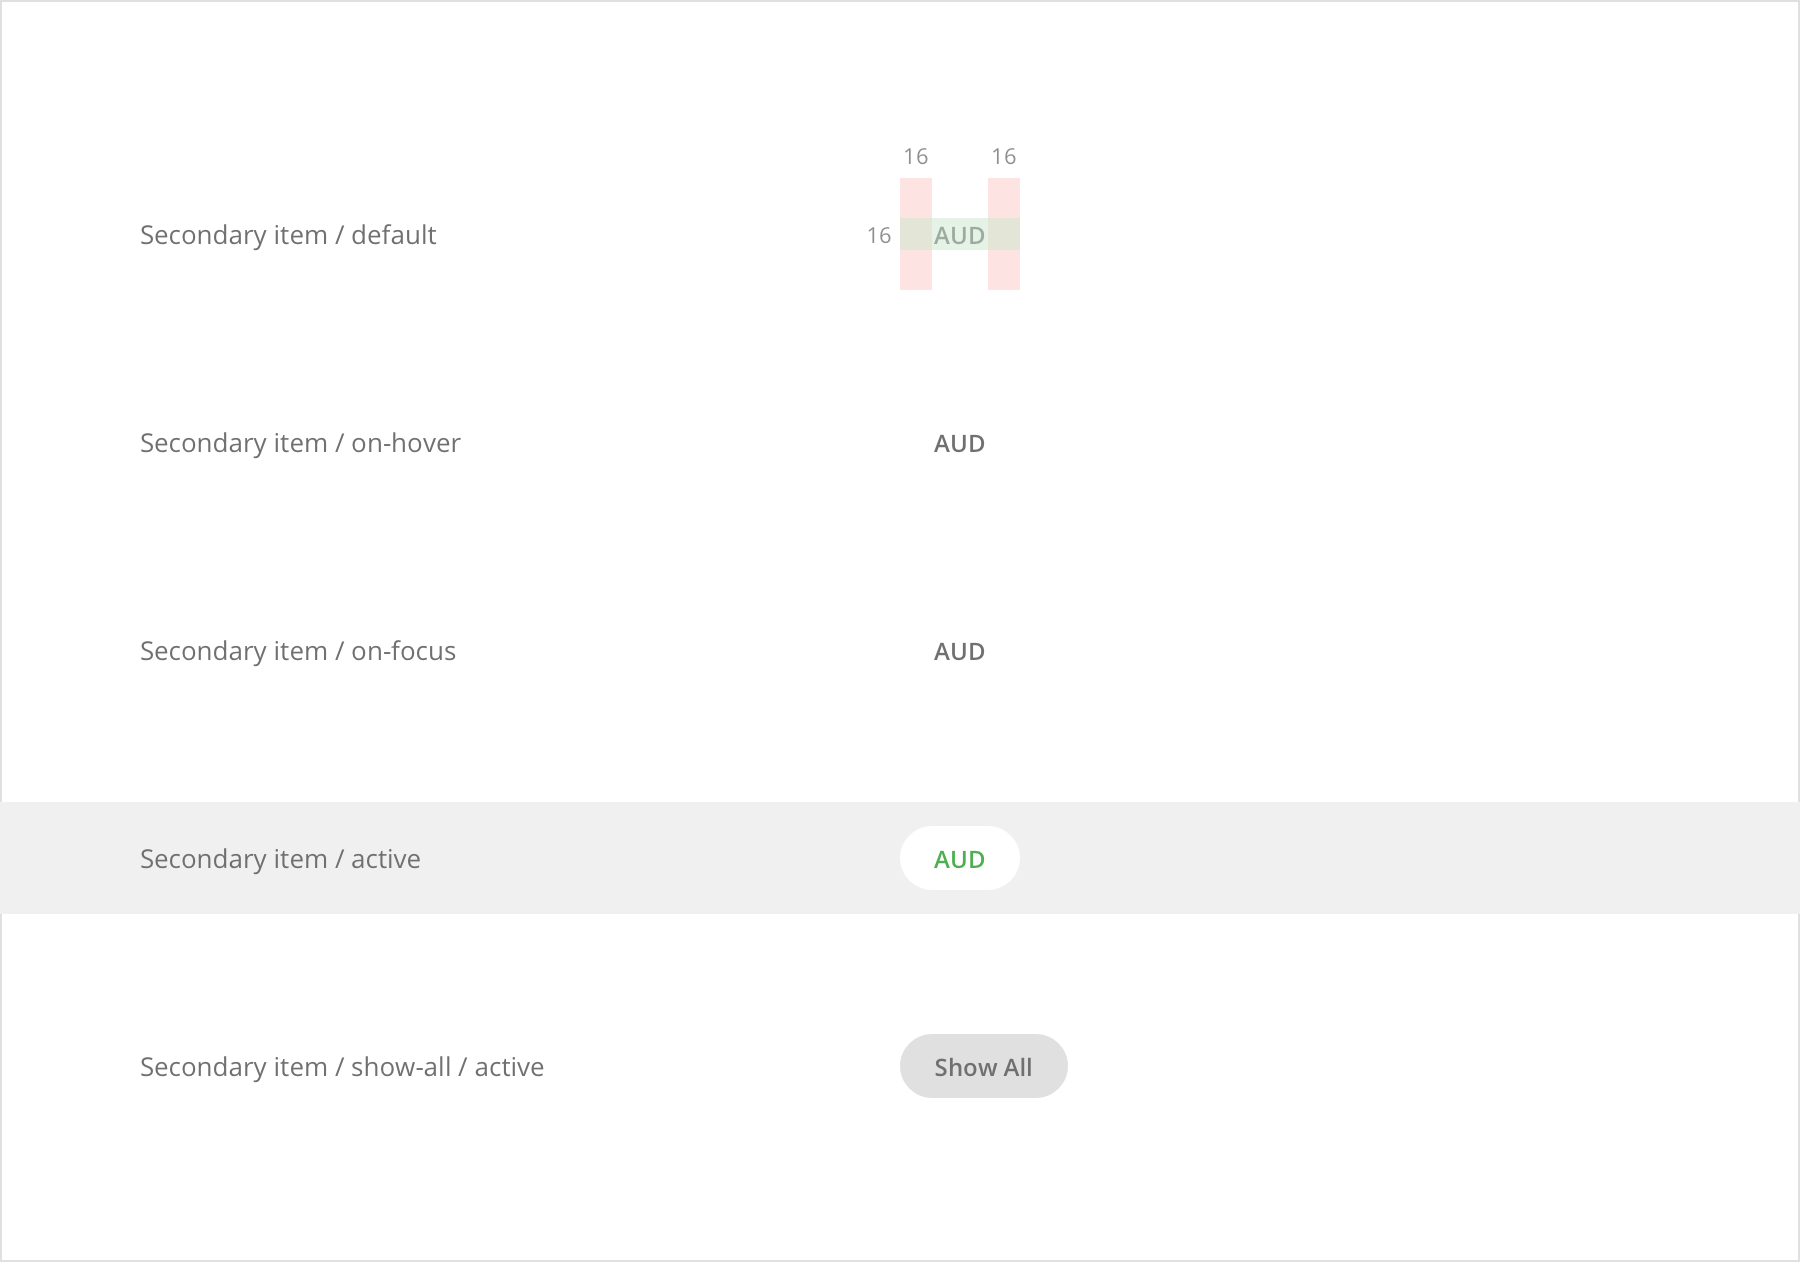 16 16
Secondary item / default 16 AUD
Secondary item / on-hover AUD
Secondary item / on-focus AUD
Secondary item / active AUD
Secondary item / show-all / active Show All